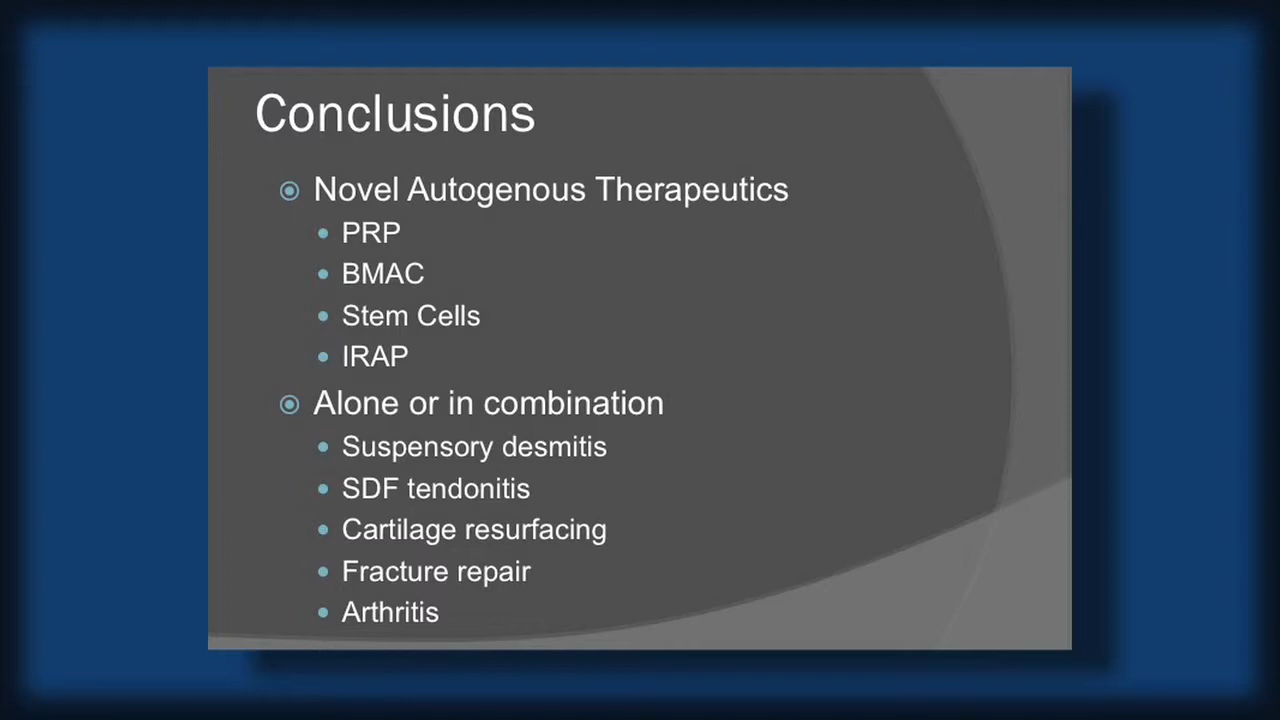 Conclusions
Novel Autogenous Therapeutics
PRP
BMAC
Stem Cells
IRAP
Alone or in combination
Suspensory desmitis
SDF tendonitis
Cartilage resurfacing
Fracture repair
Arthritis